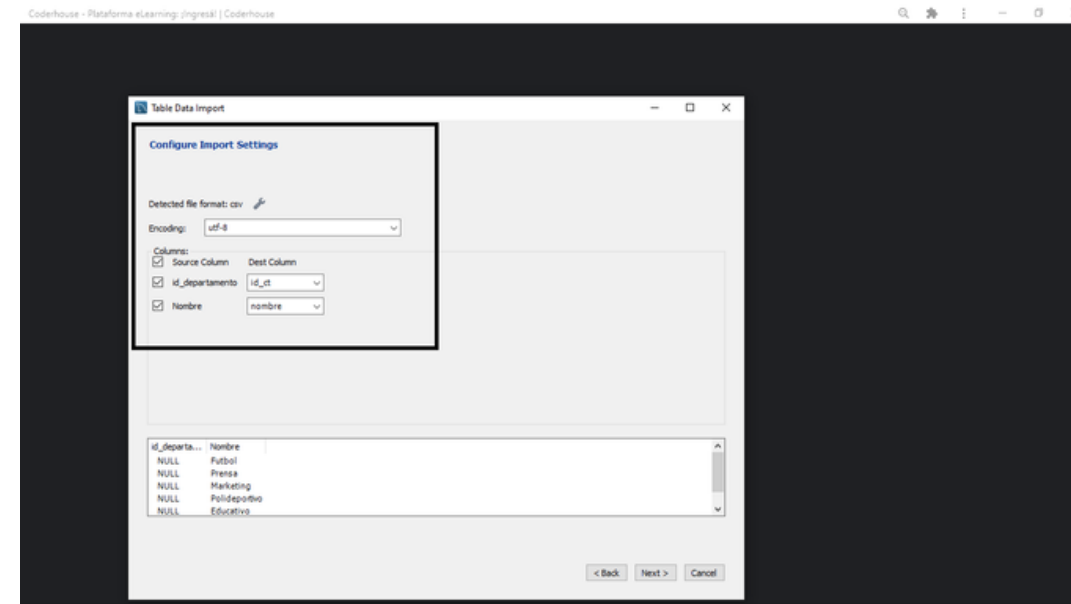 Coderhouse - Plataforma eLearning: ¡Ingresá! | Coderhouse
Table Data Import
Configure Import Settings
Detected file format: csv
Encoding: utf-8
Columns:
Source Column Dest Column
id_departamento id_ct
Nombre nombre
id_departa... Nombre
NULL Futbol
NULL Prensa
NULL Marketing
NULL Polideportivo
NULL Educativo
< Back Next > Cancel